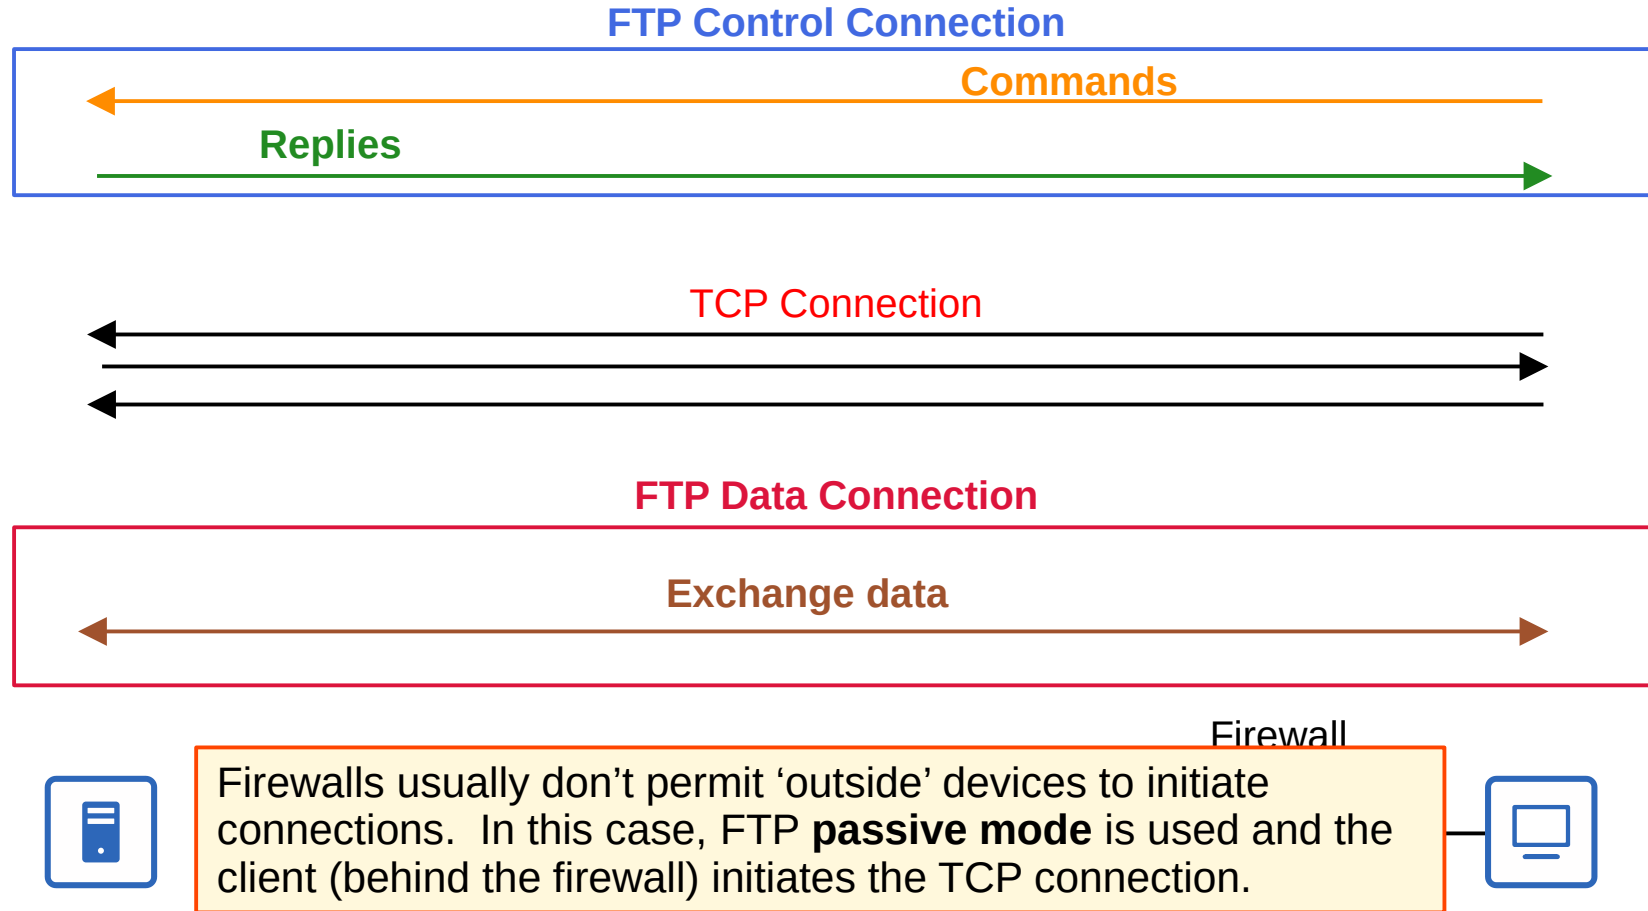 FTP Control Connection
Commands
Replies
TCP Connection
FTP Data Connection
Exchange data
Firewall
Firewalls usually don’t permit ‘outside’ devices to initiate
connections.  In this case, FTP passive mode is used and the
client (behind the firewall) initiates the TCP connection.